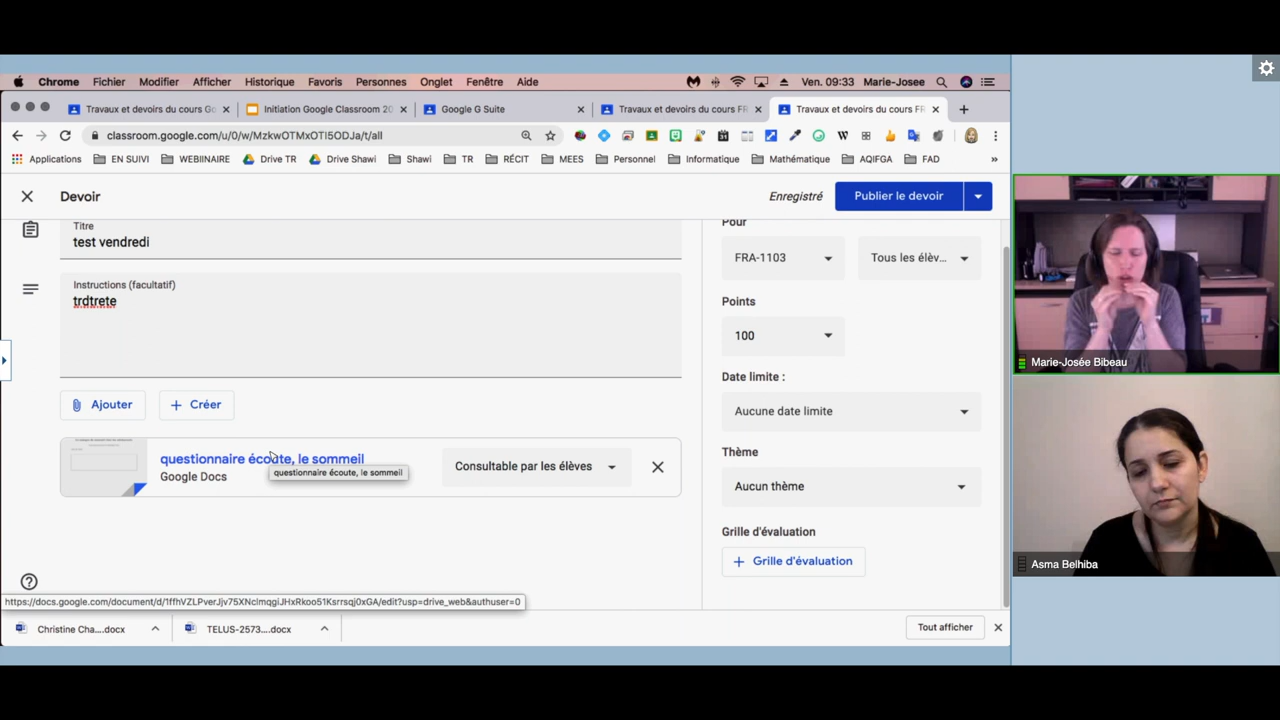 Chrome Fichier Modifier Afficher Historique Favoris Personnes Onglet Fenêtre Aide Ven. 09:33 Marie-Josee
Travaux et devoirs du cours Go Initiation Google Classroom 20 Google G Suite Travaux et devoirs du cours FR Travaux et devoirs du cours FR
classroom.google.com/u/0/w/MzkwOTMxOTI5ODJa/t/all
Applications EN SUIVI WEBIINAIRE Drive TR Drive Shawi Shawi TR RÉCIT MEES Personnel Informatique Mathématique AQIFGA FAD »
Devoir Enregistré Publier le devoir
Titre
test vendredi
Instructions (facultatif)
trdtrete
Ajouter
Créer
questionnaire écoute, le sommeil
Google Docs
questionnaire écoute, le sommeil
Consultable par les élèves
Pour
FRA-1103 Tous les élèv...
Points
100
Date limite :
Aucune date limite
Thème
Aucun thème
Grille d'évaluation
Grille d'évaluation
https://docs.google.com/document/d/1ffhVZLPverJjv75XNclmqgiJHxRkoo51Ksrrsqj0xGA/edit?usp=drive_web&authuser=0
Christine Cha....docx TELUS-2573....docx Tout afficher
Marie-Josée Bibeau
Asma Belhiba